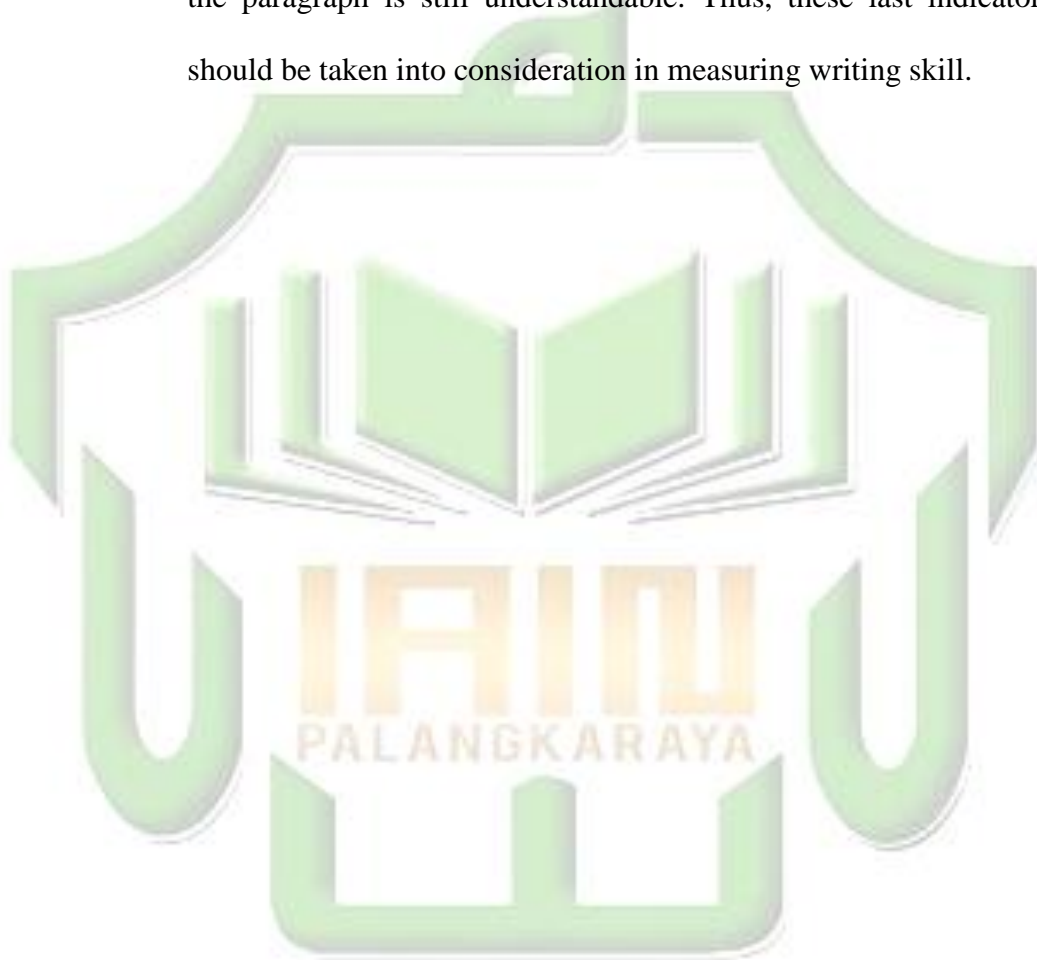 the paragraph is still understandable. Thus, these last indicator
should be taken into consideration in measuring writing skill.
IAIN
PALANGKARAYA